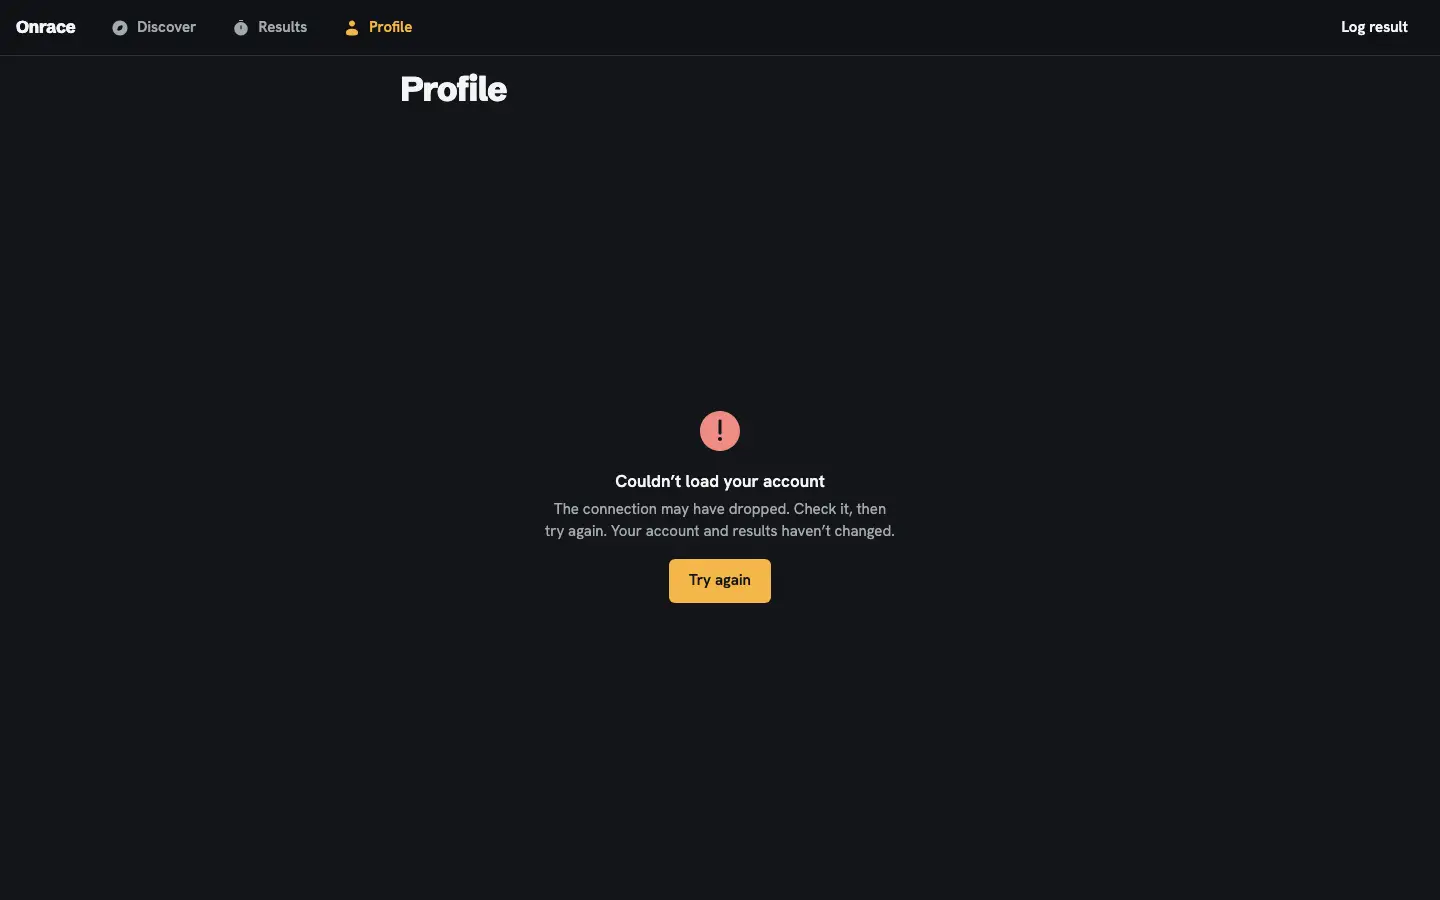 Onrace
Discover
Results
Profile
Log result
Profile
Couldn’t load your account
The connection may have dropped. Check it, then
try again. Your account and results haven’t changed.
Try again